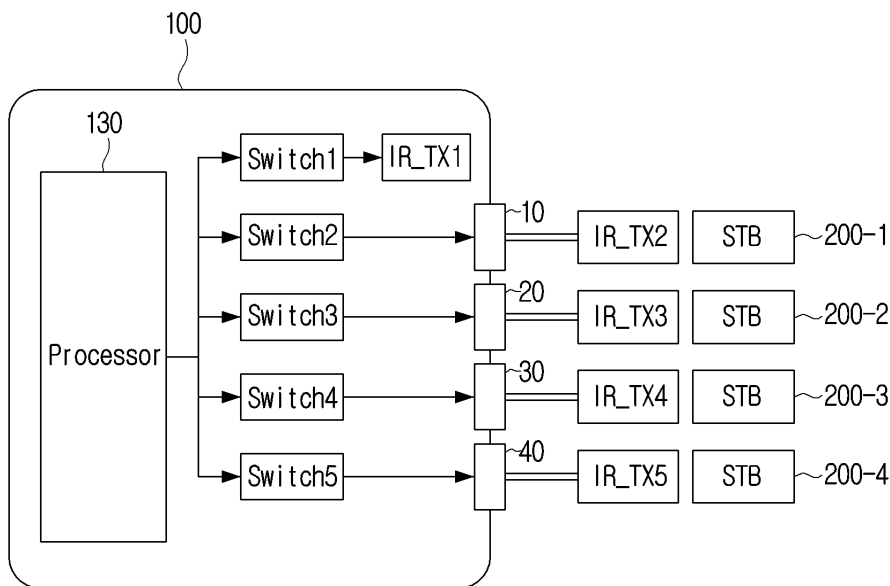 100
130
Switch1 IR_TX1
10
Switch2 IR_TX2 STB 200-1
20
Switch3 IR_TX3 STB 200-2
Processor
30
Switch4 IR_TX4 STB 200-3
40
Switch5 IR_TX5 STB 200-4